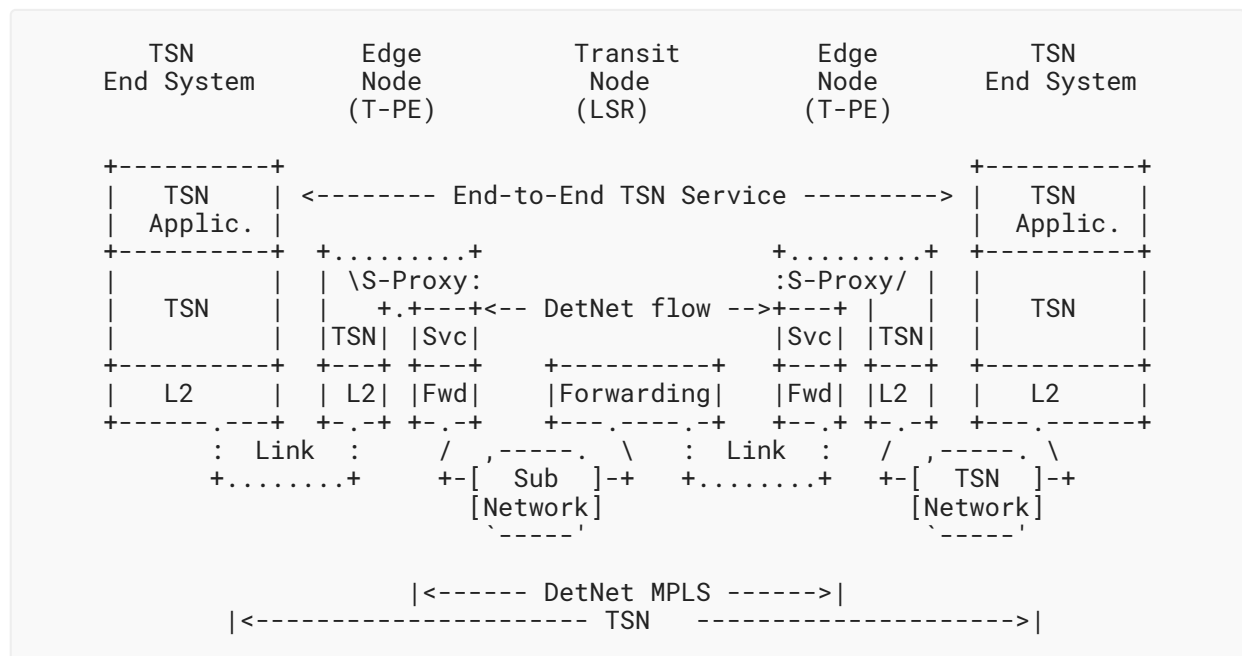 TSN           Edge          Transit         Edge          TSN
  End System       Node            Node          Node       End System
                  (T-PE)          (LSR)         (T-PE)

  +----------+                                             +----------+
  |   TSN    | <-------- End-to-End TSN Service ---------> |   TSN    |
  |  Applic. |                                             |  Applic. |
  +----------+  +.........+                   +.........+  +----------+
  |          |  | \S-Proxy:                   :S-Proxy/ |  |          |
  |   TSN    |  |   +.+---+<-- DetNet flow -->+---+ |   |  |   TSN    |
  |          |  |TSN| |Svc|                   |Svc| |TSN|  |          |
  +----------+  +---+ +---+    +----------+   +---+ +---+  +----------+
  |   L2     |  | L2| |Fwd|    |Forwarding|   |Fwd| |L2 |  |   L2     |
  +------.---+  +-.-+ +-.-+    +---.----.-+   +--.+ +-.-+  +---.------+
         :  Link  :    /  ,-----.  \   :  Link  :   /  ,-----. \
         +........+    +-[  Sub  ]-+   +........+   +-[  TSN  ]-+
                         [Network]                    [Network]
                          `-----'                      `-----'

                      |<------ DetNet MPLS ------>|
          |<---------------------- TSN   --------------------->|